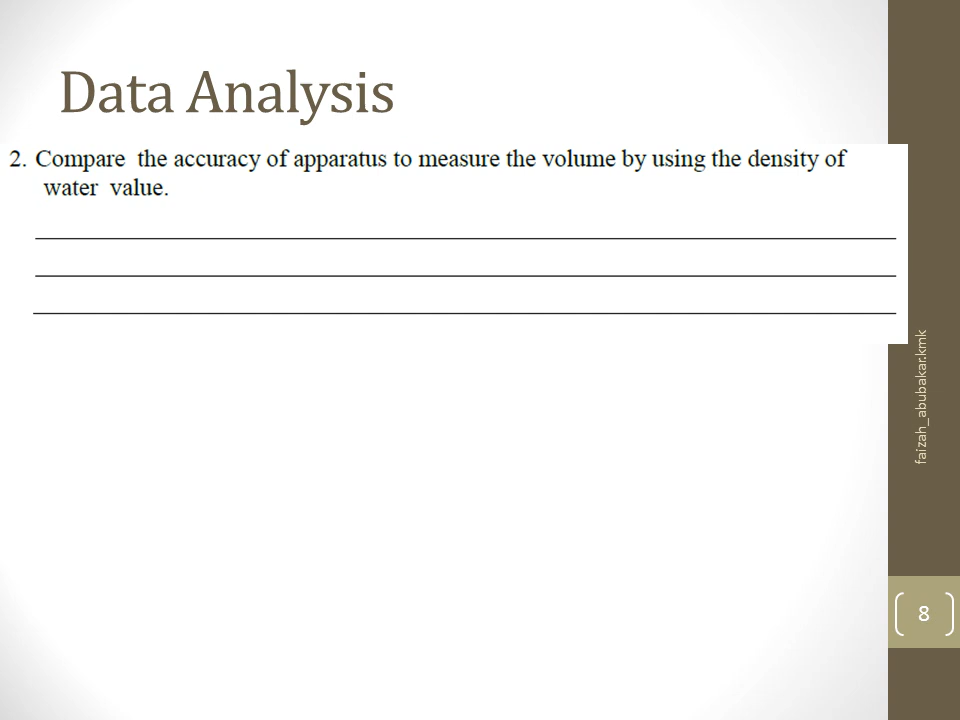 Data Analysis
2. Compare the accuracy of apparatus to measure the volume by using the density of
water value.
faizah_abubakar.kmk
8